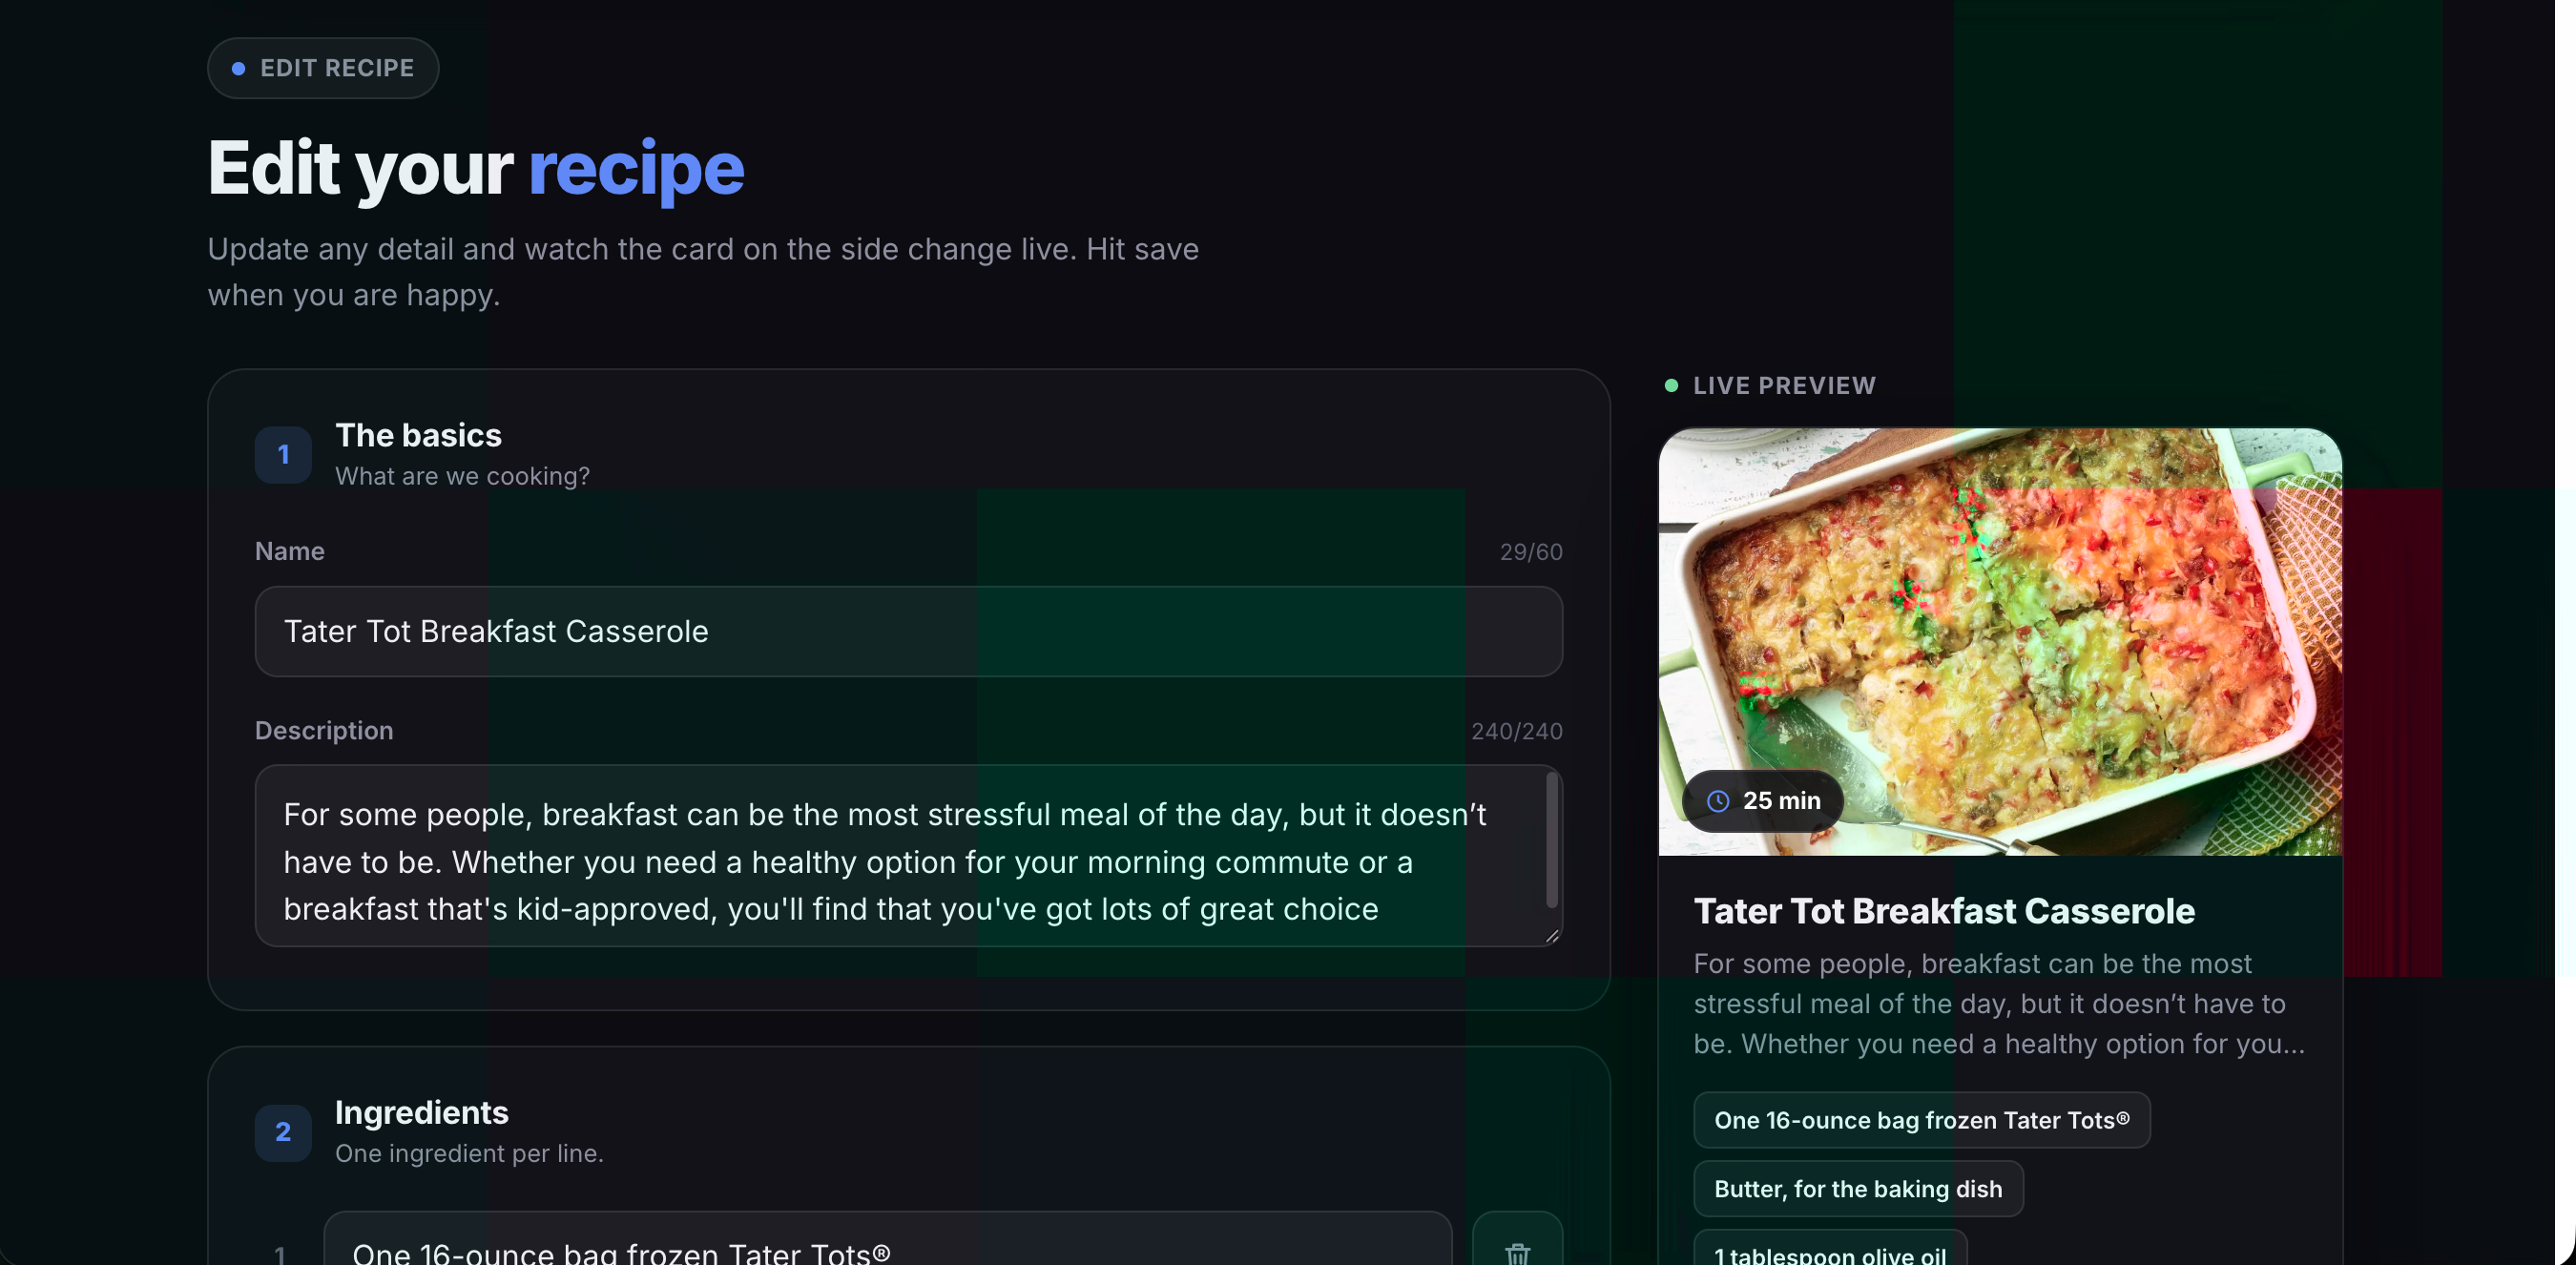 EDIT RECIPE
Edit your recipe
Update any detail and watch the card on the side change live. Hit save
when you are happy.
1
The basics
What are we cooking?
Name
29/60
Tater Tot Breakfast Casserole
Description
240/240
For some people, breakfast can be the most stressful meal of the day, but it doesn’t
have to be. Whether you need a healthy option for your morning commute or a
breakfast that's kid-approved, you'll find that you've got lots of great choice
2
Ingredients
One ingredient per line.
1
One 16-ounce bag frozen Tater Tots®
LIVE PREVIEW
25 min
Tater Tot Breakfast Casserole
For some people, breakfast can be the most
stressful meal of the day, but it doesn’t have to
be. Whether you need a healthy option for you...
One 16-ounce bag frozen Tater Tots®
Butter, for the baking dish
1 tablespoon olive oil